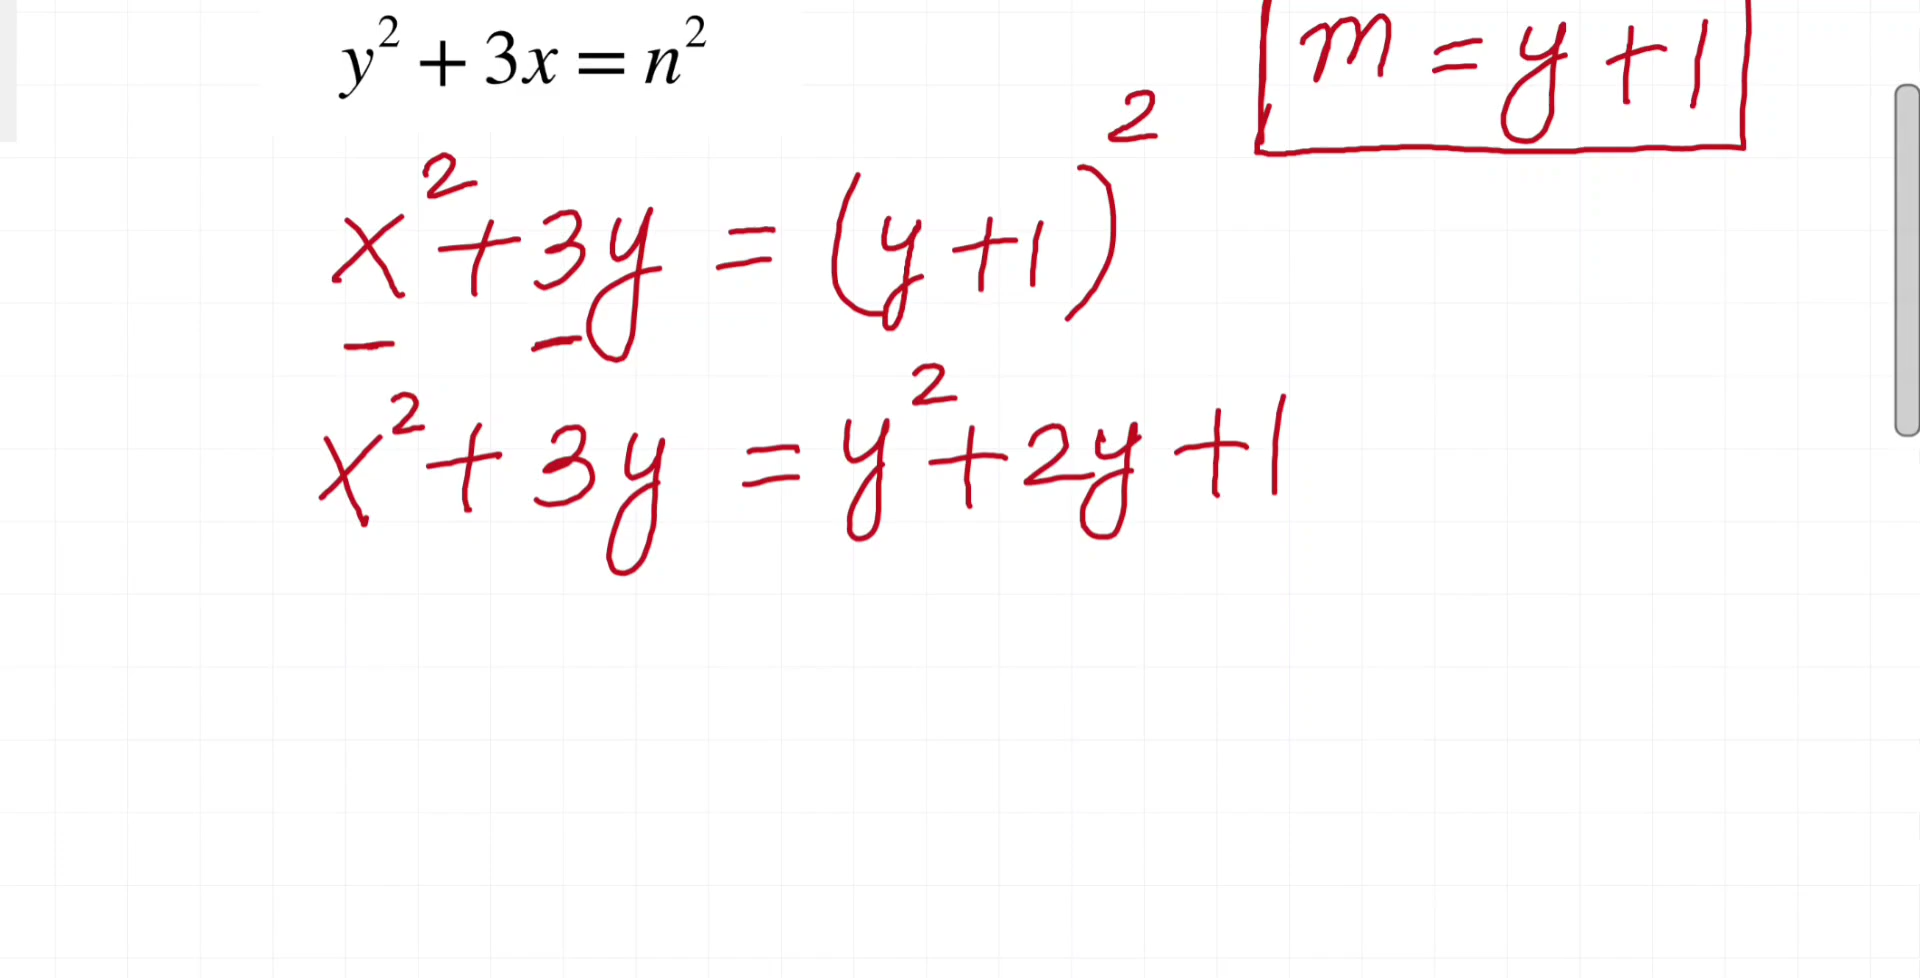 y² + 3x = n²
m = y + 1
x² + 3y = (y + 1)²
x² + 3y = y² + 2y + 1